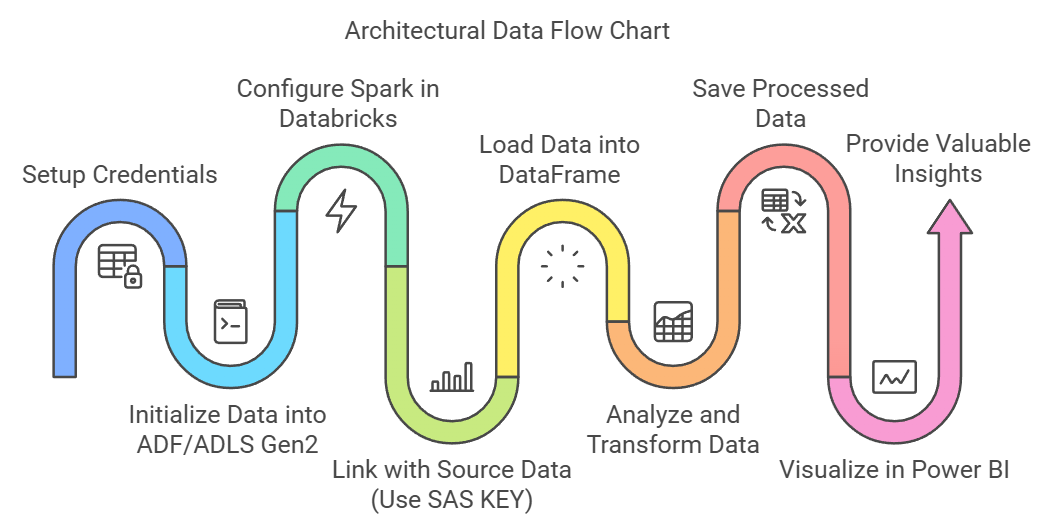 Architectural Data Flow Chart
Setup Credentials
Initialize Data into
ADF/ADLS Gen2
Configure Spark in
Databricks
Link with Source Data
(Use SAS KEY)
Load Data into
DataFrame
Analyze and
Transform Data
Save Processed
Data
Visualize in Power BI
Provide Valuable
Insights